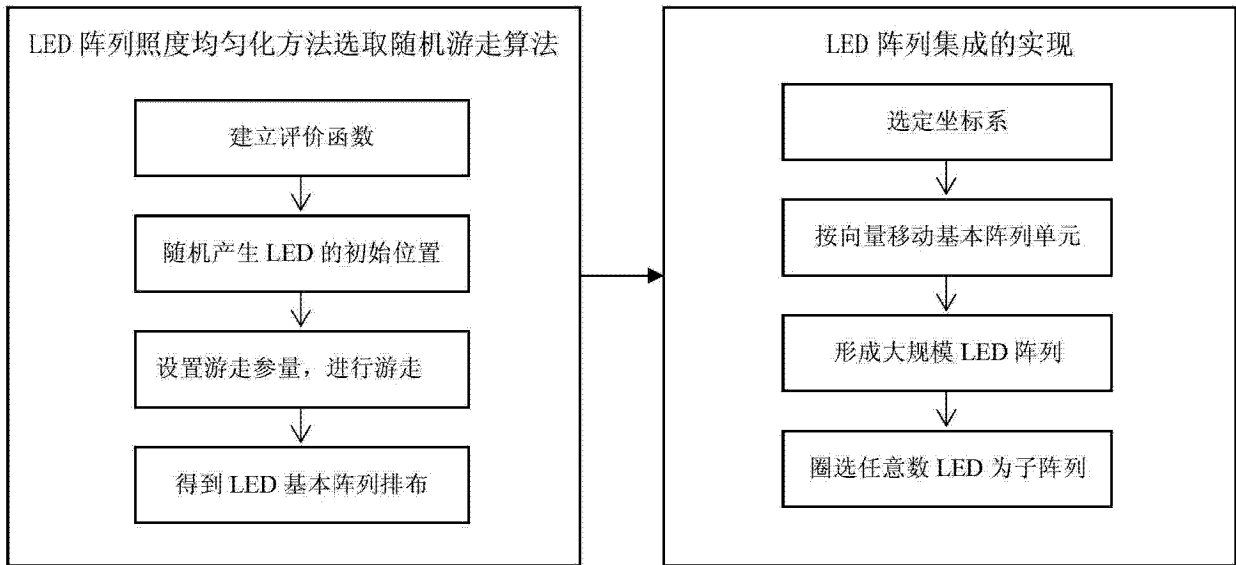 LED 阵列照度均匀化方法选取随机游走算法
建立评价函数
随机产生 LED 的初始位置
设置游走参量，进行游走
得到 LED 基本阵列排布
LED 阵列集成的实现
选定坐标系
按向量移动基本阵列单元
形成大规模 LED 阵列
圈选任意数 LED 为子阵列